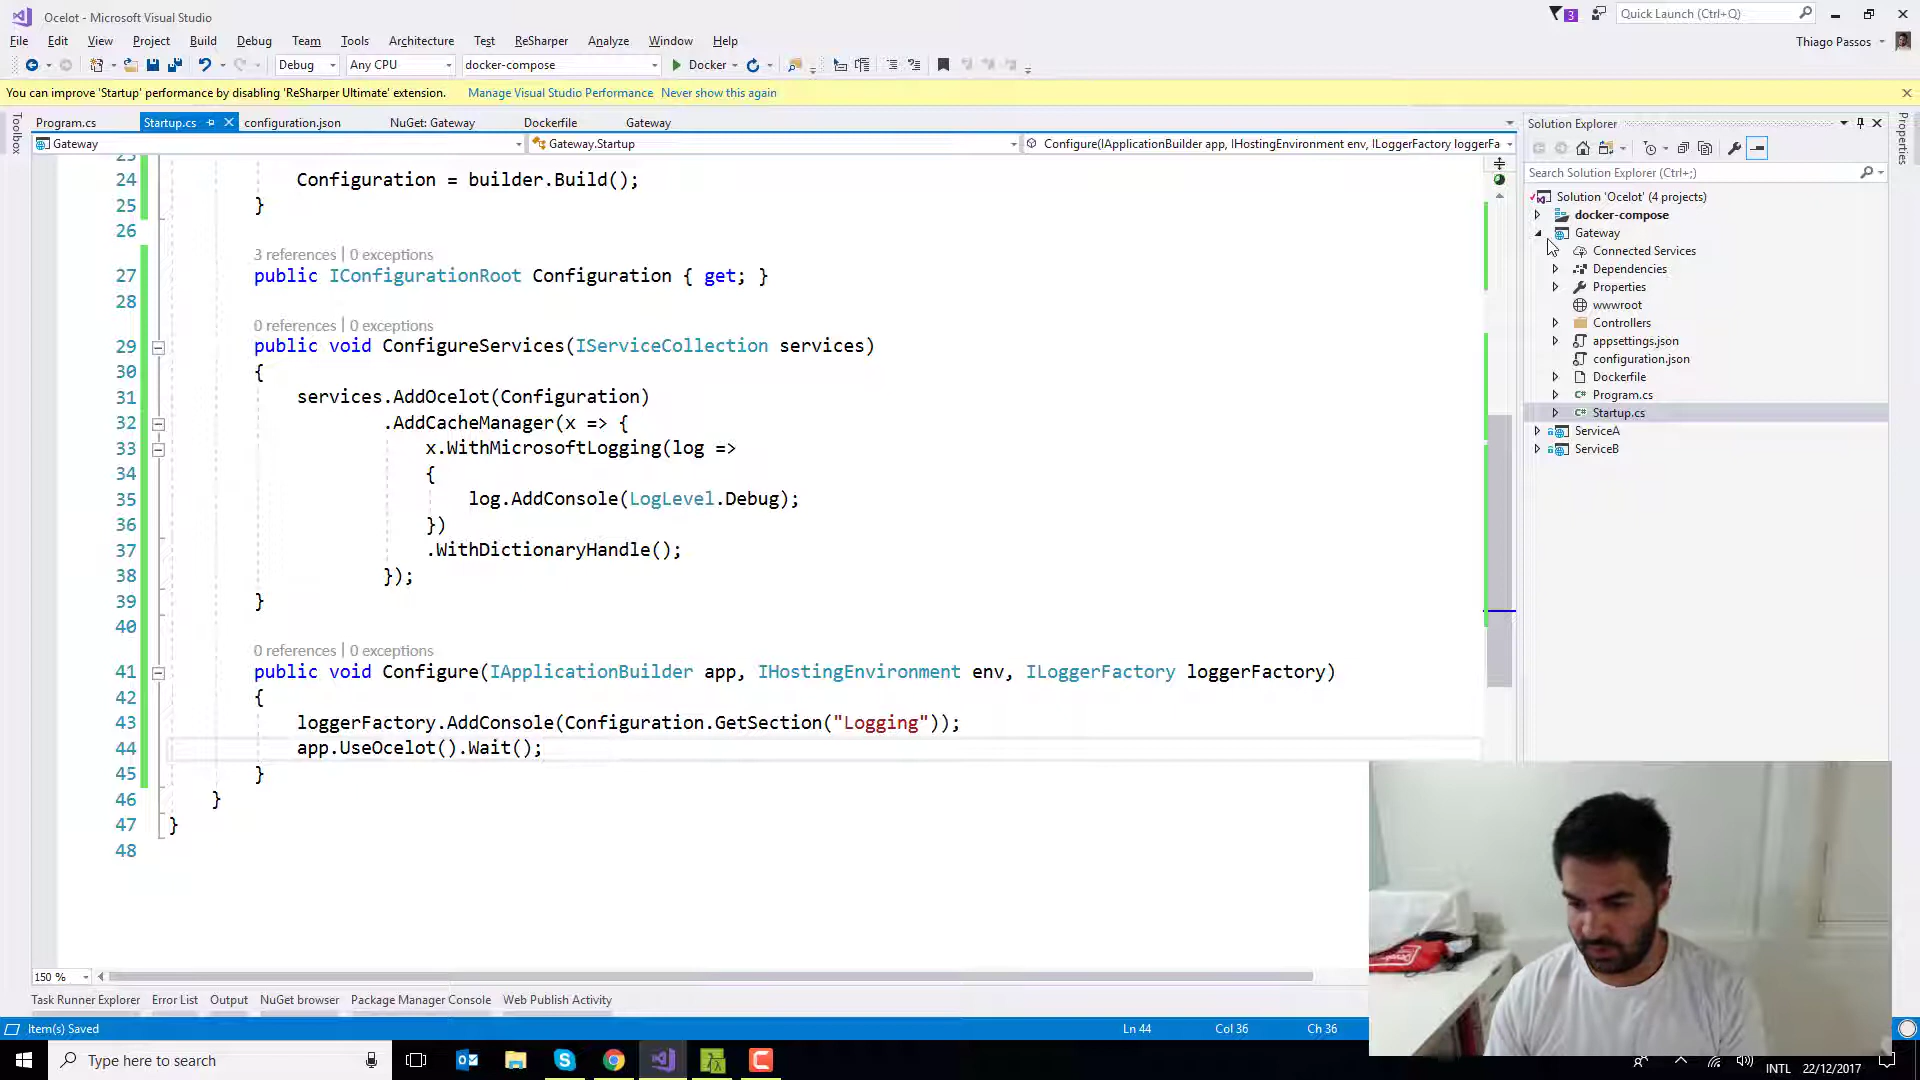 Ocelot - Microsoft Visual Studio
3
Quick Launch (Ctrl+Q)
File Edit View Project Build Debug Team Tools Architecture Test ReSharper Analyze Window Help
Thiago Passos
Debug Any CPU docker-compose Docker
You can improve 'Startup' performance by disabling 'ReSharper Ultimate' extension. Manage Visual Studio Performance Never show this again
Toolbox
Program.cs Startup.cs configuration.json NuGet: Gateway Dockerfile Gateway
Gateway Gateway.Startup Configure(IApplicationBuilder app, IHostingEnvironment env, ILoggerFactory loggerFa
23
24 Configuration = builder.Build();
25 }
26
3 references | 0 exceptions
27 public IConfigurationRoot Configuration { get; }
28
0 references | 0 exceptions
29 public void ConfigureServices(IServiceCollection services)
30 {
31 services.AddOcelot(Configuration)
32 .AddCacheManager(x => {
33 x.WithMicrosoftLogging(log =>
34 {
35 log.AddConsole(LogLevel.Debug);
36 })
37 .WithDictionaryHandle();
38 });
39 }
40
0 references | 0 exceptions
41 public void Configure(IApplicationBuilder app, IHostingEnvironment env, ILoggerFactory loggerFactory)
42 {
43 loggerFactory.AddConsole(Configuration.GetSection("Logging"));
44 app.UseOcelot().Wait();
45 }
46 }
47 }
48
150 %
Solution Explorer
Search Solution Explorer (Ctrl+;)
Solution 'Ocelot' (4 projects)
docker-compose
Gateway
Connected Services
Dependencies
Properties
wwwroot
Controllers
appsettings.json
configuration.json
Dockerfile
Program.cs
Startup.cs
ServiceA
ServiceB
Properties
Task Runner Explorer Error List Output NuGet browser Package Manager Console Web Publish Activity
Item(s) Saved Ln 44 Col 36 Ch 36
Type here to search
INTL 22/12/2017